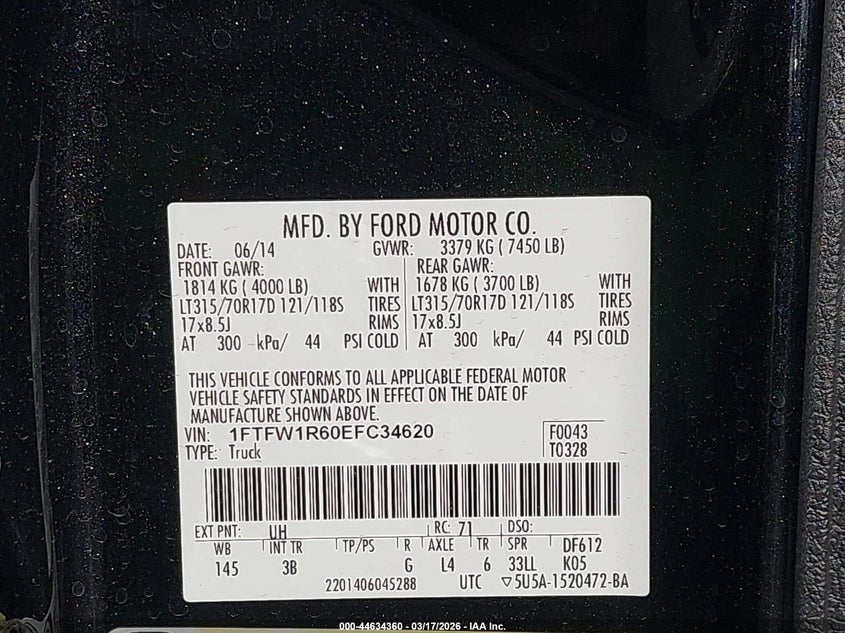 MFD. BY FORD MOTOR CO.
DATE: 06/14 GVWR: 3379 KG ( 7450 LB)
FRONT GAWR: REAR GAWR:
1814 KG ( 4000 LB) WITH 1678 KG ( 3700 LB) WITH
LT315/70R17D 121/118S TIRES LT315/70R17D 121/118S TIRES
17x8.5J RIMS 17x8.5J RIMS
AT 300 kPa/ 44 PSI COLD AT 300 kPa/ 44 PSI COLD
THIS VEHICLE CONFORMS TO ALL APPLICABLE FEDERAL MOTOR
VEHICLE SAFETY STANDARDS IN EFFECT ON THE DATE OF
MANUFACTURE SHOWN ABOVE.
VIN: 1FTFW1R60EFC34620 F0043
TYPE: Truck T0328
EXT PNT: UH RC: 71 DSO:
WB INT TR TP/PS R AXLE TR SPR DF612
145 3B G L4 6 33LL K05
2201406045288 UTC ▽5U5A-1520472-BA
000-44634360 - 03/17/2026 - IAA Inc.